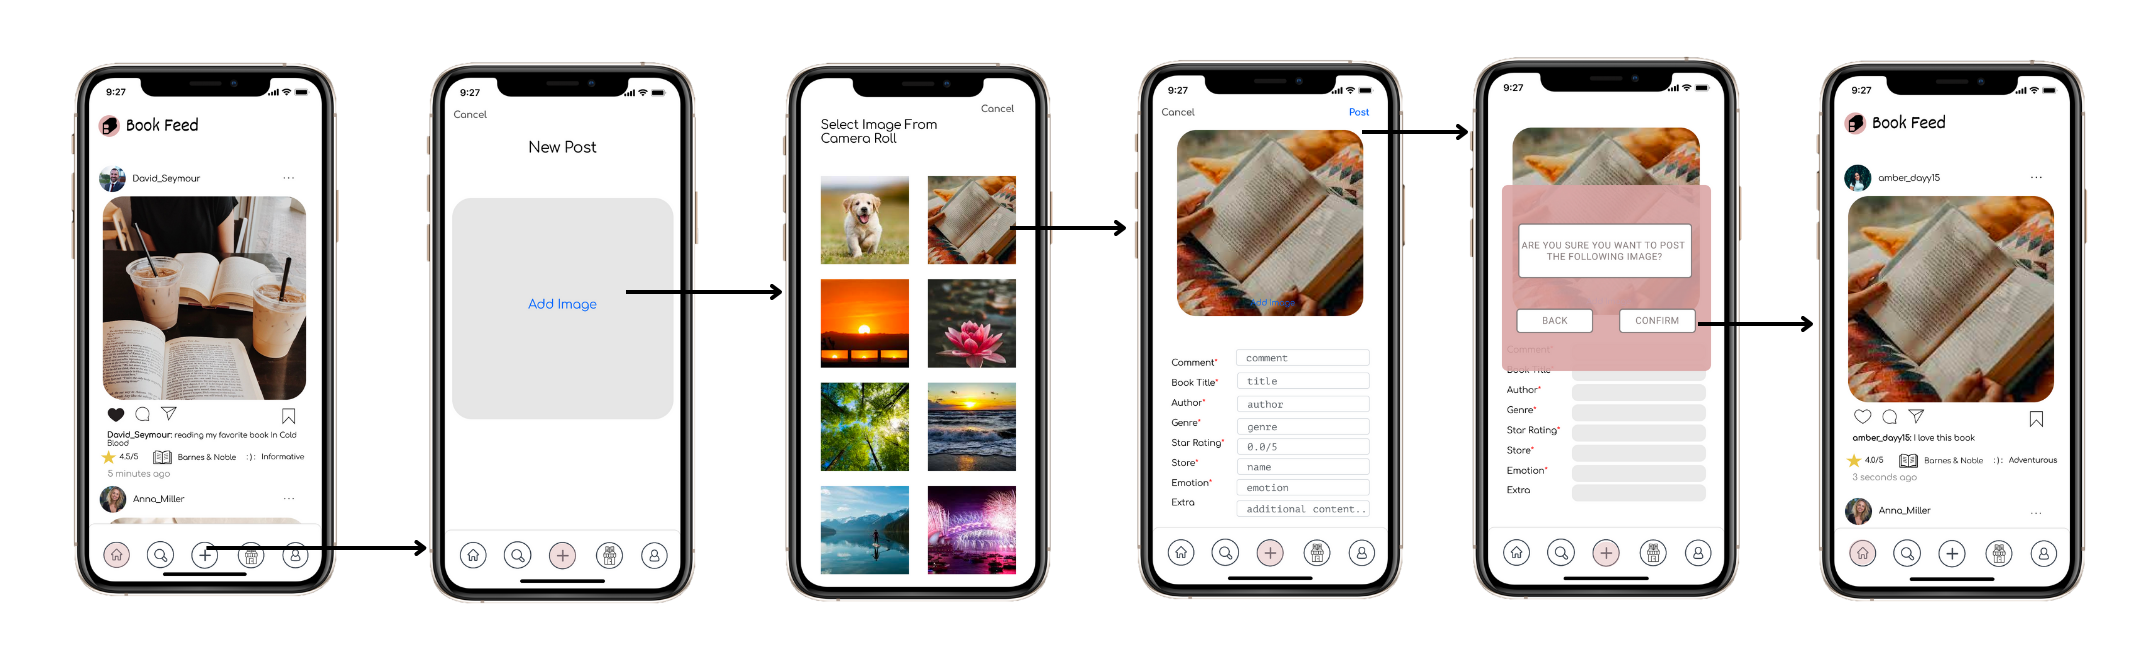 9:27
Book Feed
David_Seymour
David_Seymour: reading my favorite book In Cold
Blood
4.5/5
Barnes & Noble
:): Informative
5 minutes ago
Anna_Miller
9:27
Cancel
New Post
Add Image
Cancel
Select Image From
Camera Roll
9:27
Cancel
Post
Add Im
Comment* comment
Book Title* title
Author* author
Genre* genre
Star Rating* 0.0/5
Store* name
Emotion* emotion
Extra additional content..
9:27
ARE YOU SURE YOU WANT TO POST
THE FOLLOWING IMAGE?
BACK
CONFIRM
Comment*
Book Title*
Author*
Genre*
Star Rating*
Store*
Emotion*
Extra
9:27
Book Feed
amber_dayy15
amber_dayy15: I love this book
4.0/5
Barnes & Noble
:): Adventurous
3 seconds ago
Anna_Miller